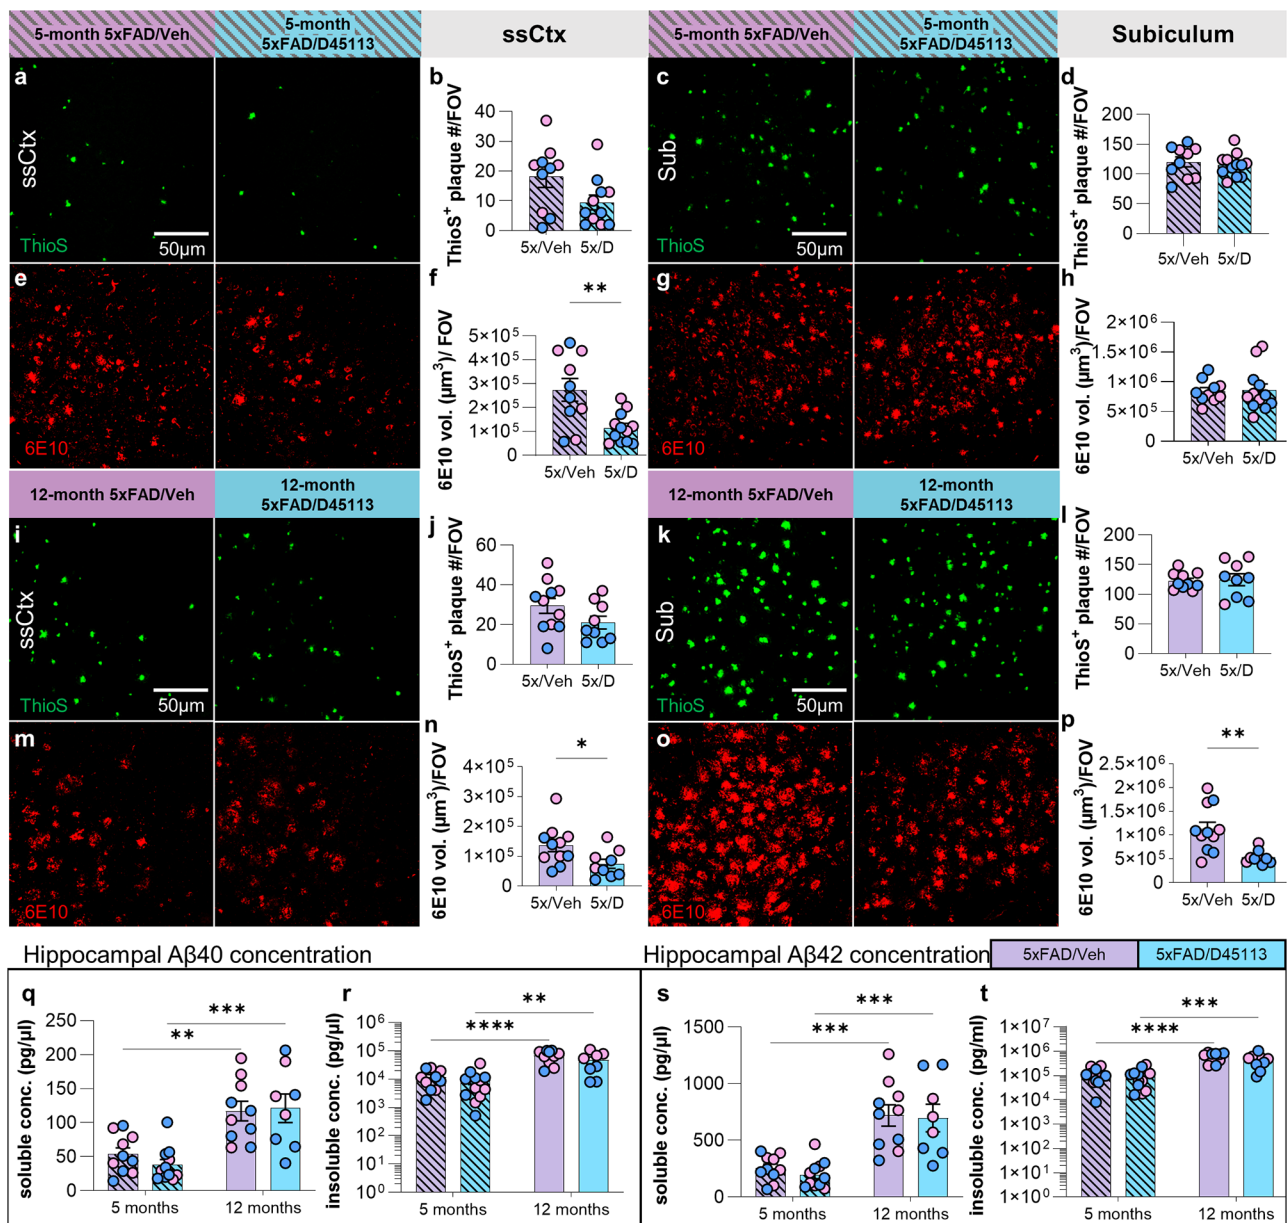 5-month 5xFAD/Veh
5-month
5xFAD/D45113
ssCtx
5-month 5xFAD/Veh
5-month
5xFAD/D45113
Subiculum
a
ssCtx
ThioS
50µm
b
ThioS+ plaque #/FOV
40
30
20
10
0
5x/Veh 5x/D
c
Sub
ThioS
50µm
d
ThioS+ plaque #/FOV
200
150
100
50
0
5x/Veh 5x/D
e
6E10
f
**
6E10 vol. (µm3)/ FOV
5×10^5
4×10^5
3×10^5
2×10^5
1×10^5
0
5x/Veh 5x/D
g
6E10
h
6E10 vol. (µm3)/FOV
2×10^6
1×10^6
1×10^6
5×10^5
0
5x/Veh 5x/D
12-month 5xFAD/Veh
12-month
5xFAD/D45113
12-month 5xFAD/Veh
12-month
5xFAD/D45113
i
ssCtx
ThioS
50µm
j
ThioS+ plaque #/FOV
60
40
20
0
5x/Veh 5x/D
k
Sub
ThioS
50µm
l
ThioS+ plaque #/FOV
200
150
100
50
0
5x/Veh 5x/D
m
6E10
n
*
6E10 vol. (µm3)/FOV
4×10^5
3×10^5
2×10^5
1×10^5
0
5x/Veh 5x/D
o
6E10
p
**
6E10 vol. (µm3)/FOV
2.5×10^6
2×10^6
1.5×10^6
1×10^6
5×10^5
0
5x/Veh 5x/D
Hippocampal Aβ40 concentration
Hippocampal Aβ42 concentration
5xFAD/Veh
5xFAD/D45113
q
***
**
soluble conc. (pg/µl)
250
200
150
100
50
0
5 months 12 months
r
**
****
insoluble conc. (pg/µl)
10^6
10^5
10^4
10^3
10^2
10^1
10^0
5 months 12 months
s
***
***
soluble conc. (pg/µl)
1500
1000
500
0
5 months 12 months
t
***
****
insoluble conc. (pg/ml)
1×10^7
1×10^6
1×10^5
1×10^4
1×10^3
1×10^2
1×10^1
1×10^0
5 months 12 months